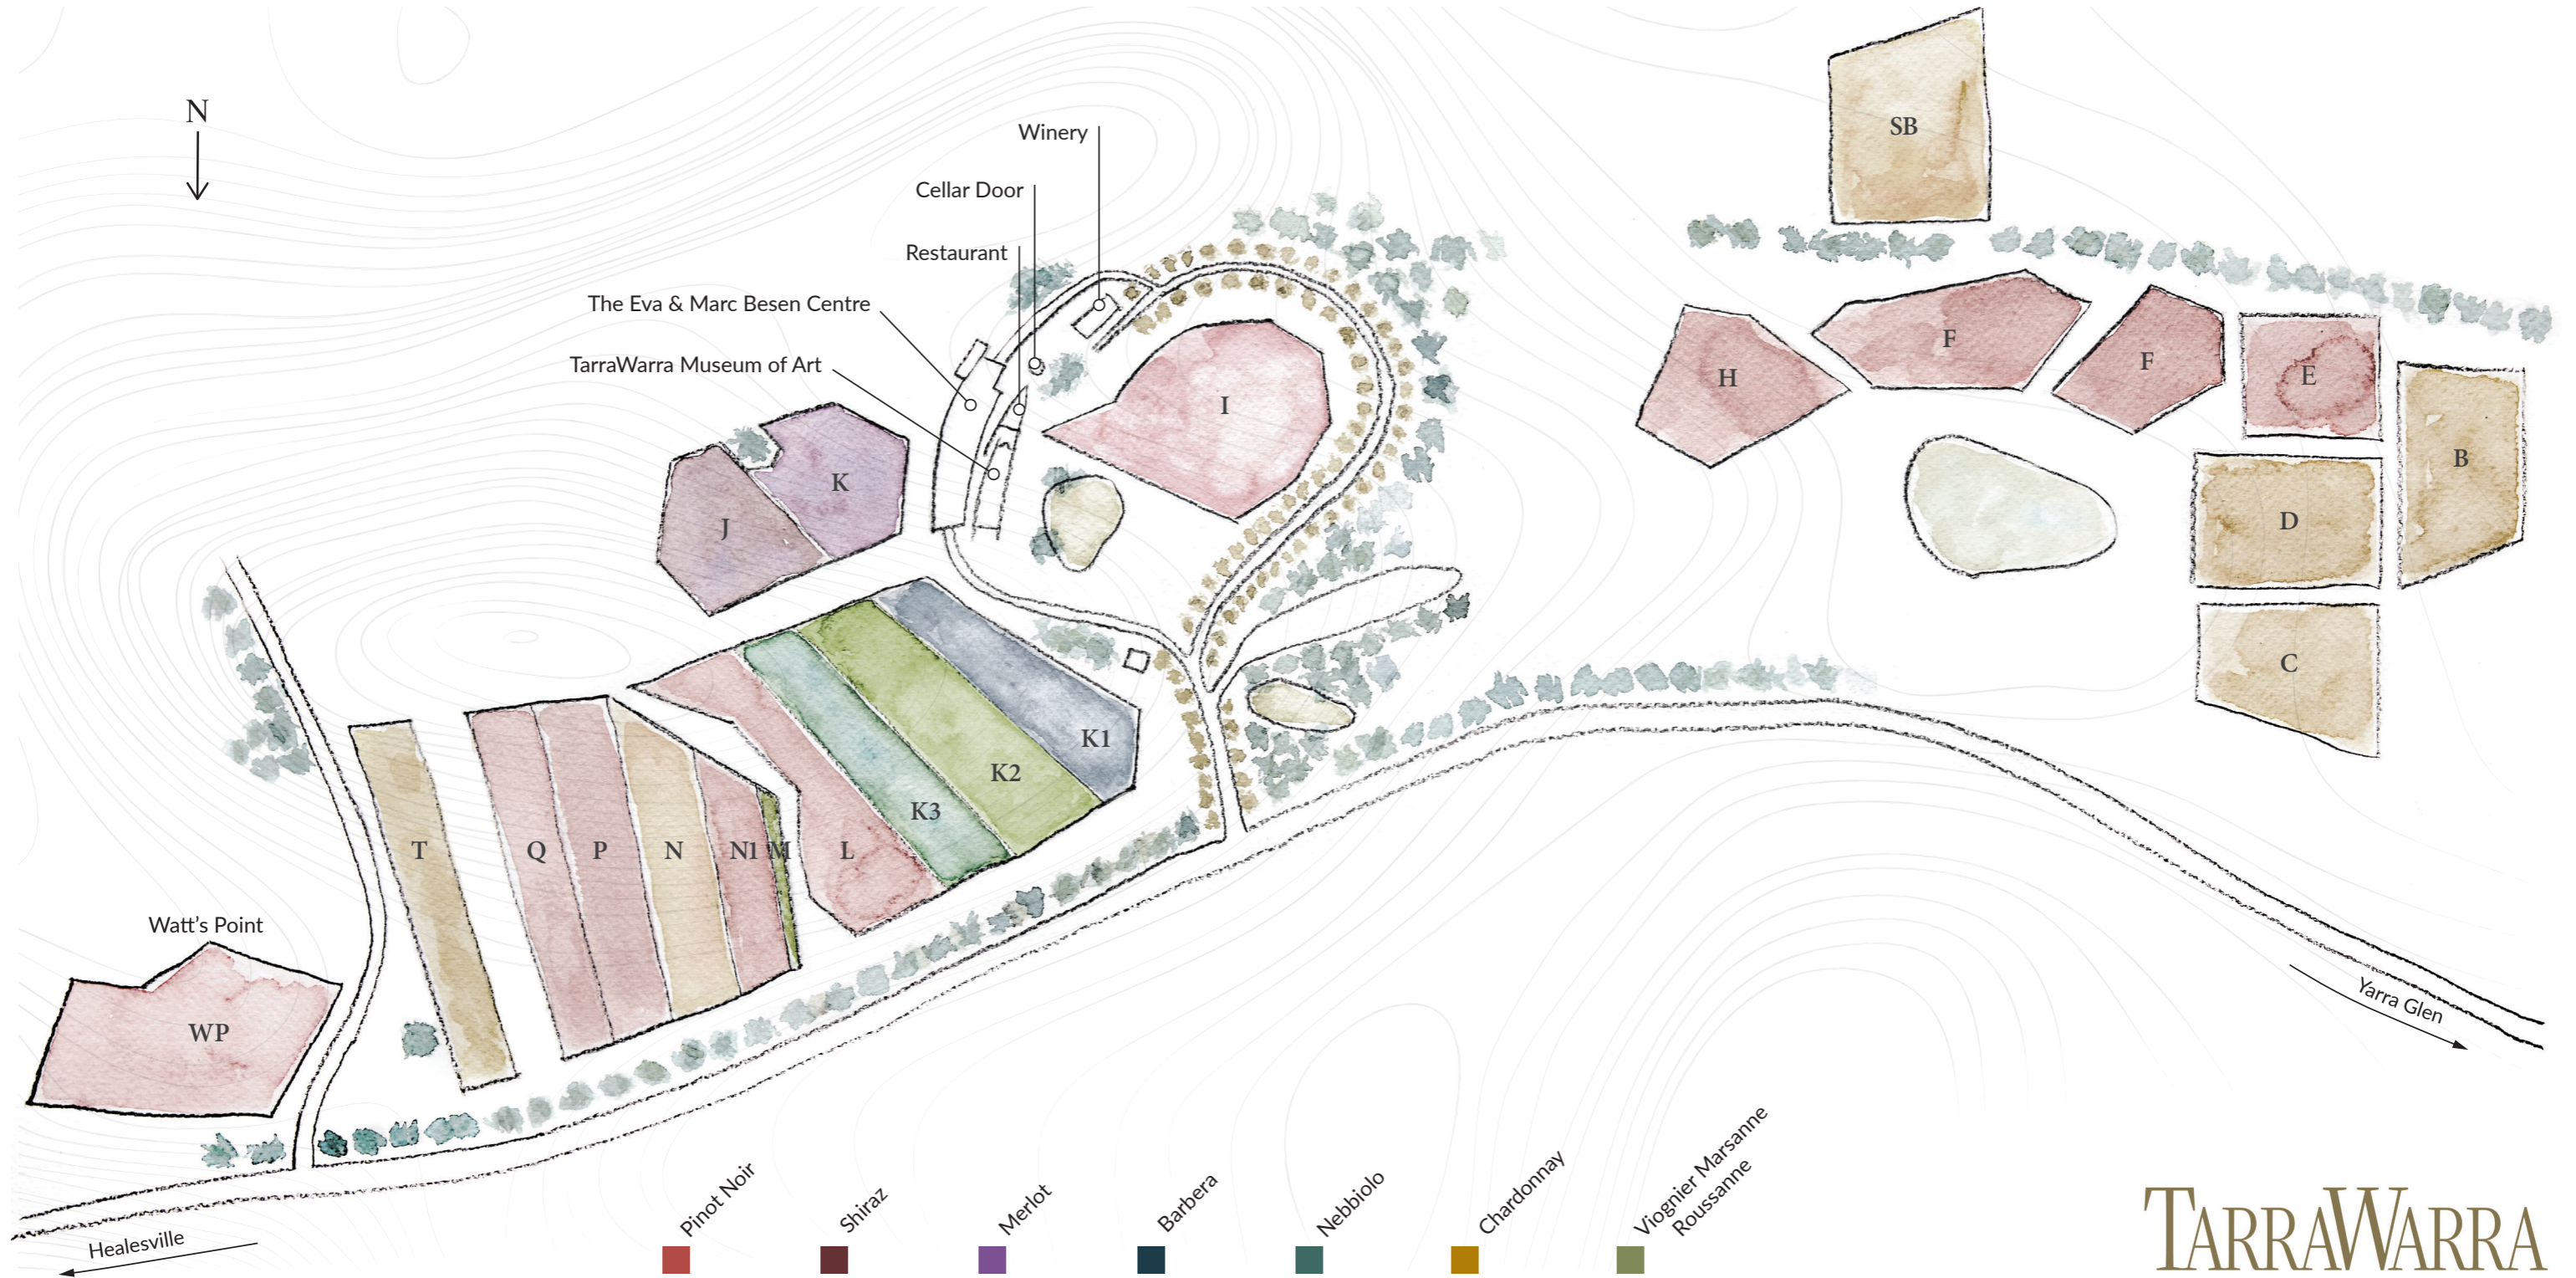 N
Winery
Cellar Door
Restaurant
The Eva & Marc Besen Centre
TarraWarra Museum of Art
SB
H
F
F
E
B
I
K
J
D
C
K1
K2
K3
T
Q
P
N
N1
M
L
Watt's Point
WP
Yarra Glen
Healesville
Pinot Noir
Shiraz
Merlot
Barbera
Nebbiolo
Chardonnay
Viognier Marsanne
Roussanne
TARRAWARRA